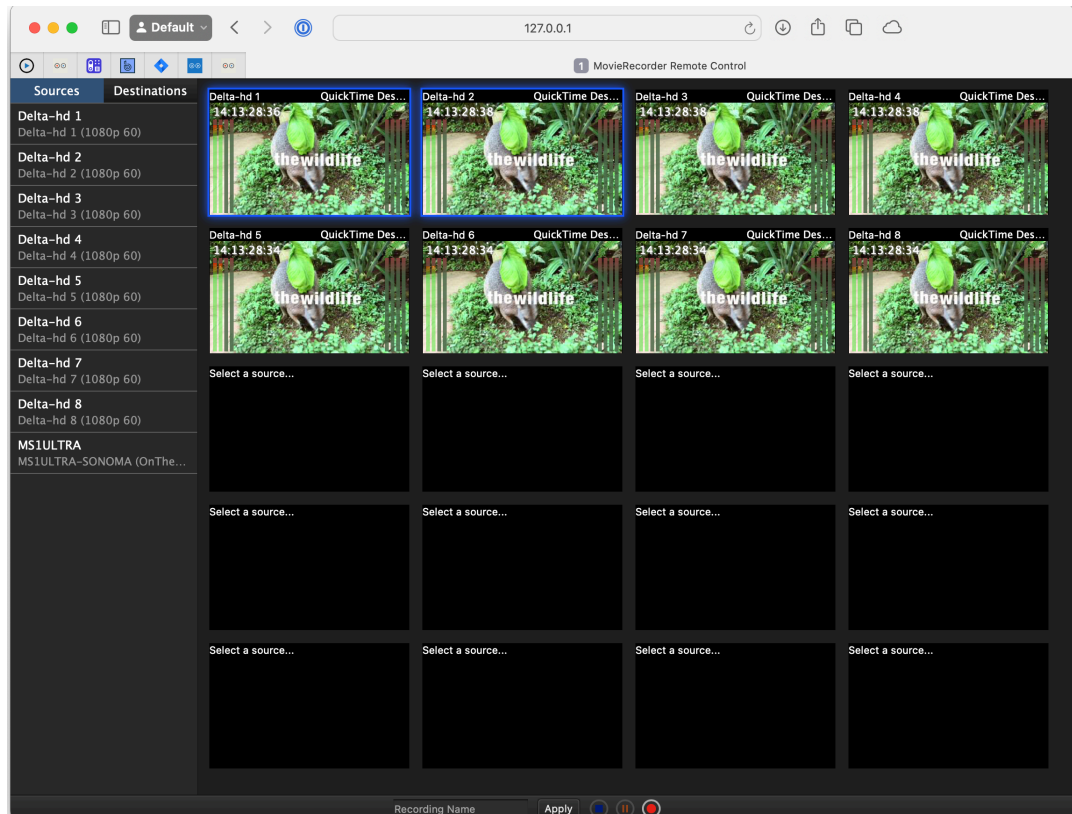 Default
127.0.0.1
1 MovieRecorder Remote Control
Sources Destinations
Delta-hd 1
Delta-hd 1 (1080p 60)
Delta-hd 2
Delta-hd 2 (1080p 60)
Delta-hd 3
Delta-hd 3 (1080p 60)
Delta-hd 4
Delta-hd 4 (1080p 60)
Delta-hd 5
Delta-hd 5 (1080p 60)
Delta-hd 6
Delta-hd 6 (1080p 60)
Delta-hd 7
Delta-hd 7 (1080p 60)
Delta-hd 8
Delta-hd 8 (1080p 60)
MS1ULTRA
MS1ULTRA-SONOMA (OnThe...
Delta-hd 1 QuickTime Des... Delta-hd 2 QuickTime Des... Delta-hd 3 QuickTime Des... Delta-hd 4 QuickTime Des...
14:13:28:36 14:13:28:38 14:13:28:38 14:13:28:38
thewildlife thewildlife thewildlife thewildlife
Delta-hd 5 QuickTime Des... Delta-hd 6 QuickTime Des... Delta-hd 7 QuickTime Des... Delta-hd 8 QuickTime Des...
14:13:28:34 14:13:28:34 14:13:28:34 14:13:28:34
thewildlife thewildlife thewildlife thewildlife
Select a source... Select a source... Select a source... Select a source...
Select a source... Select a source... Select a source... Select a source...
Select a source... Select a source... Select a source... Select a source...
Recording Name Apply